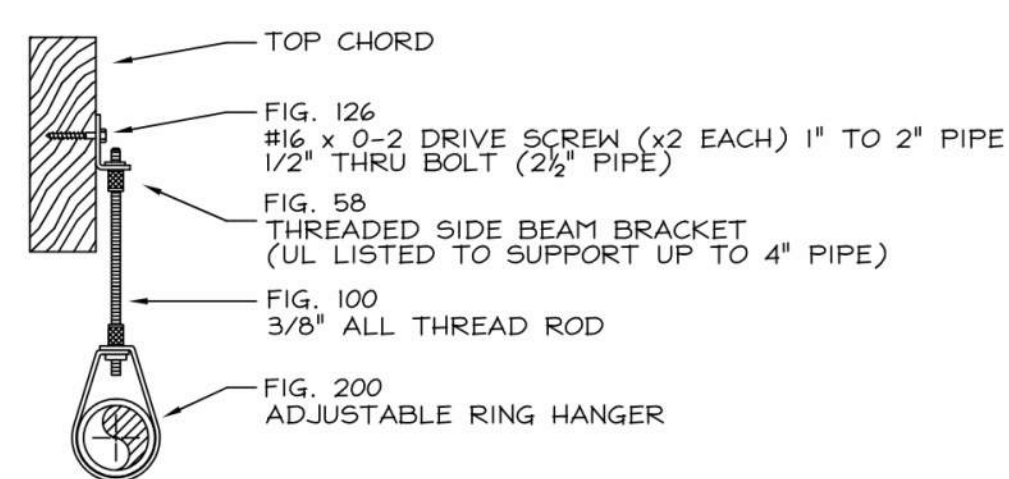 TOP CHORD
FIG. 126
#16 x 0-2 DRIVE SCREW (x2 EACH) 1" TO 2" PIPE
1/2" THRU BOLT (2½" PIPE)
FIG. 58
THREADED SIDE BEAM BRACKET
(UL LISTED TO SUPPORT UP TO 4" PIPE)
FIG. 100
3/8" ALL THREAD ROD
FIG. 200
ADJUSTABLE RING HANGER